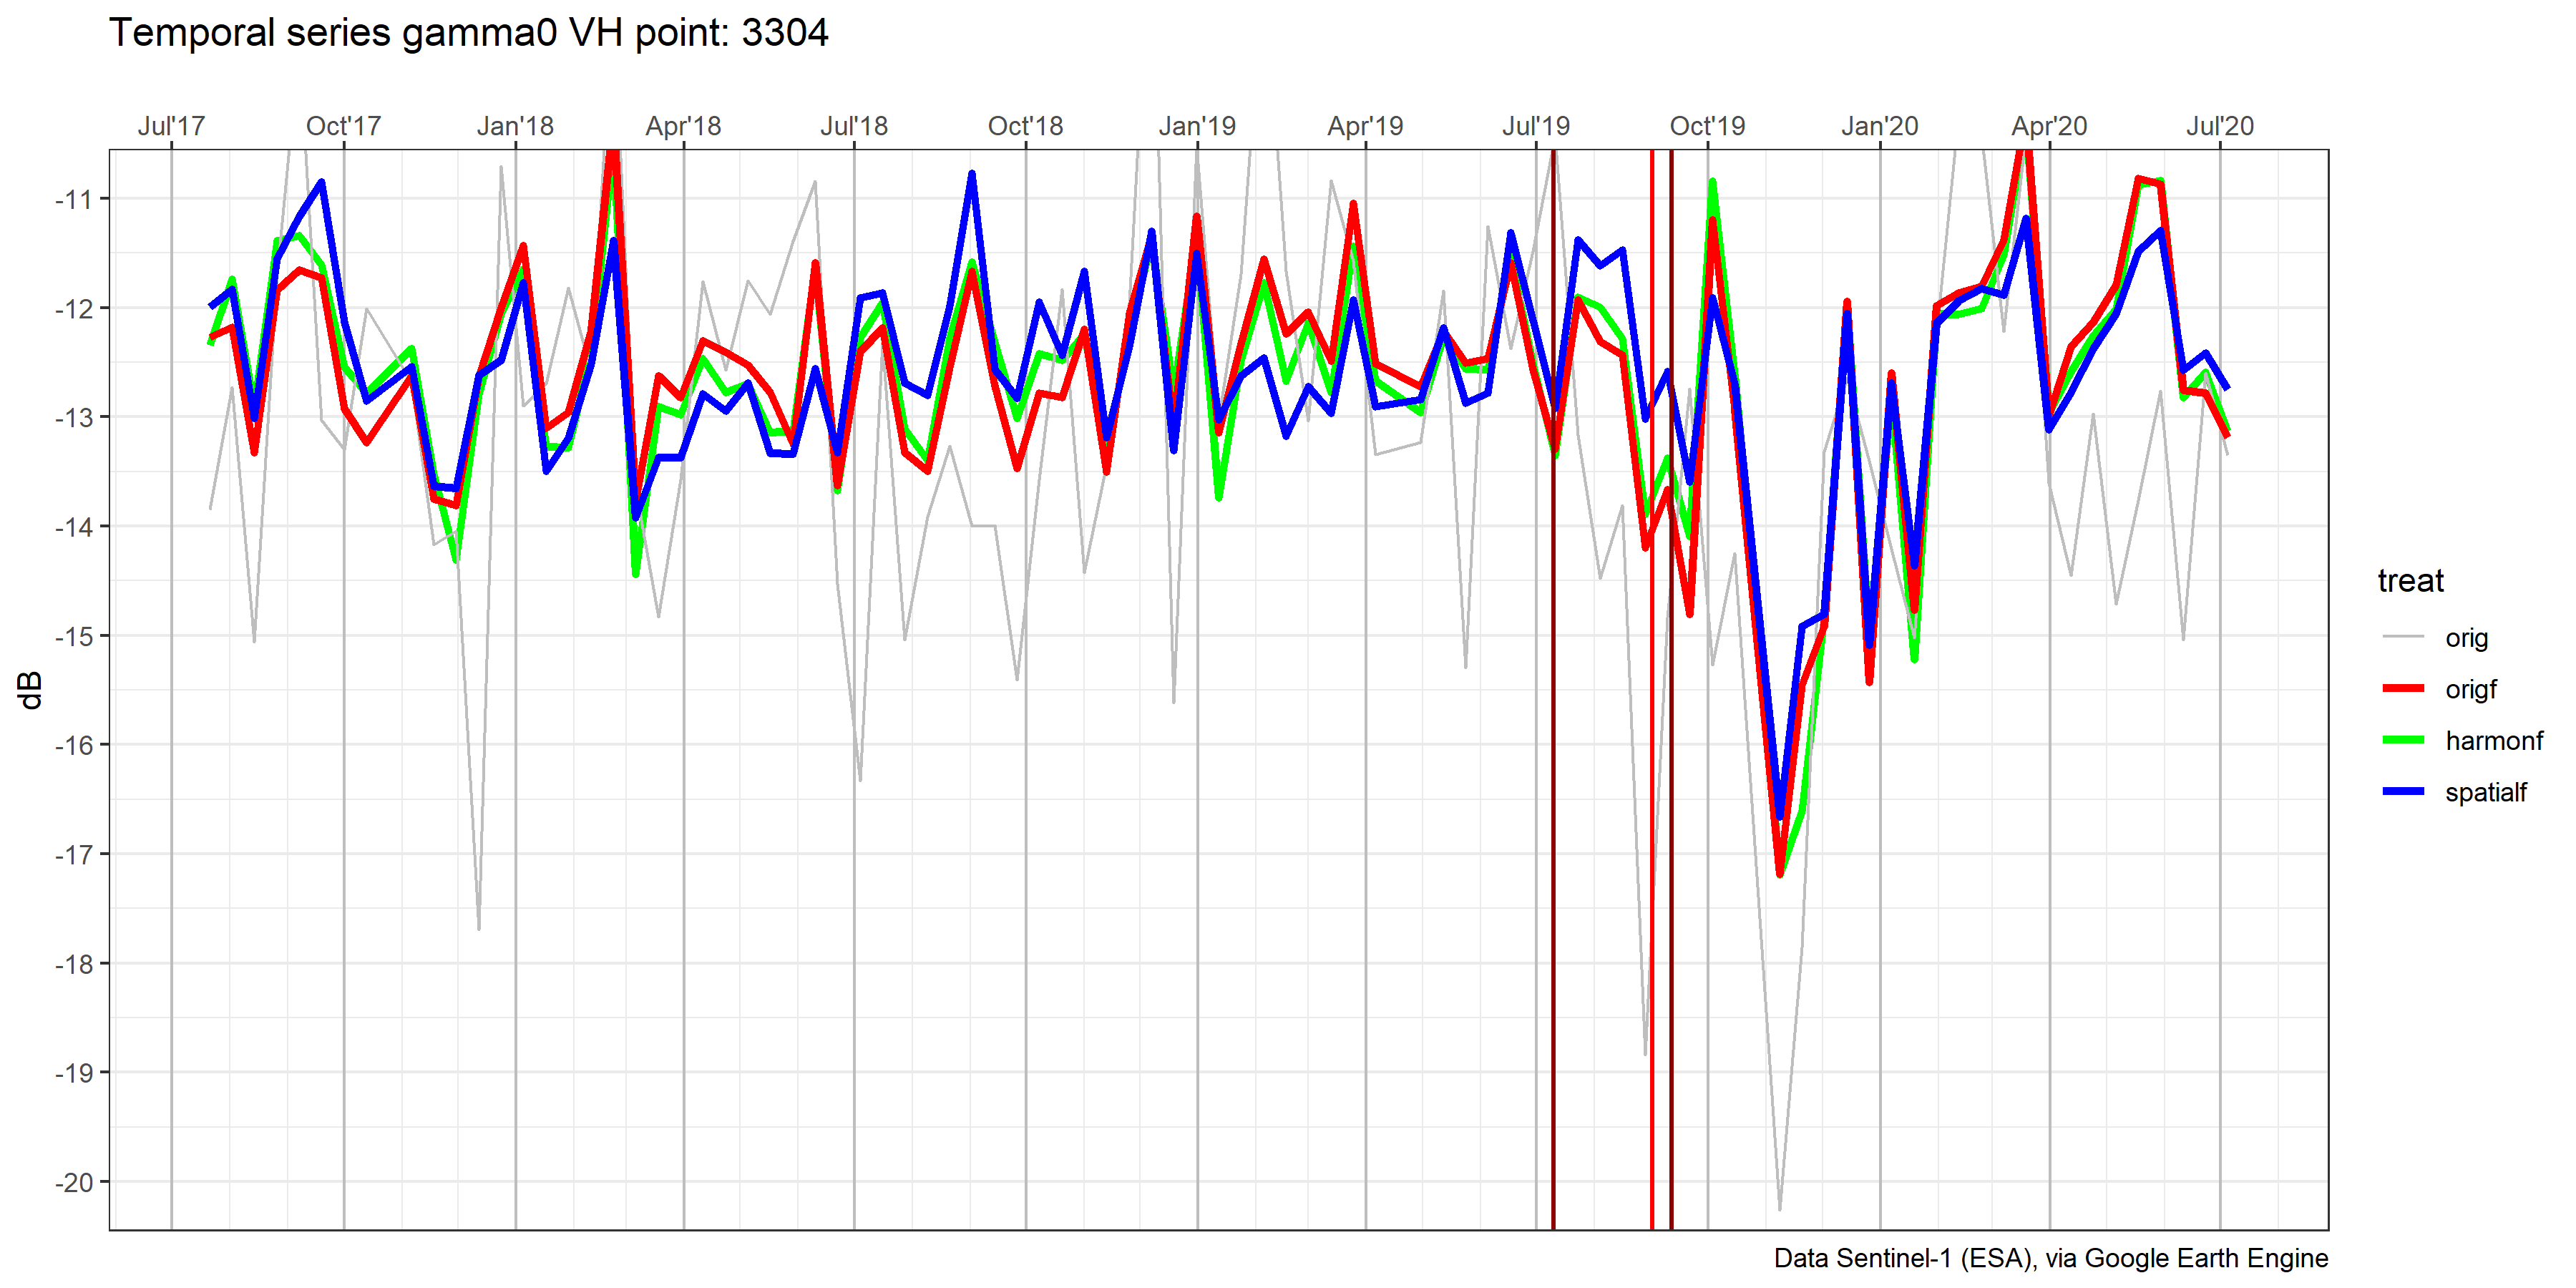 Temporal series gamma0 VH point: 3304
Jul'17 Oct'17 Jan'18 Apr'18 Jul'18 Oct'18 Jan'19 Apr'19 Jul'19 Oct'19 Jan'20 Apr'20 Jul'20
-11
-12
-13
-14
-15
-16
-17
-18
-19
-20
dB
treat
orig
origf
harmonf
spatialf
Data Sentinel-1 (ESA), via Google Earth Engine